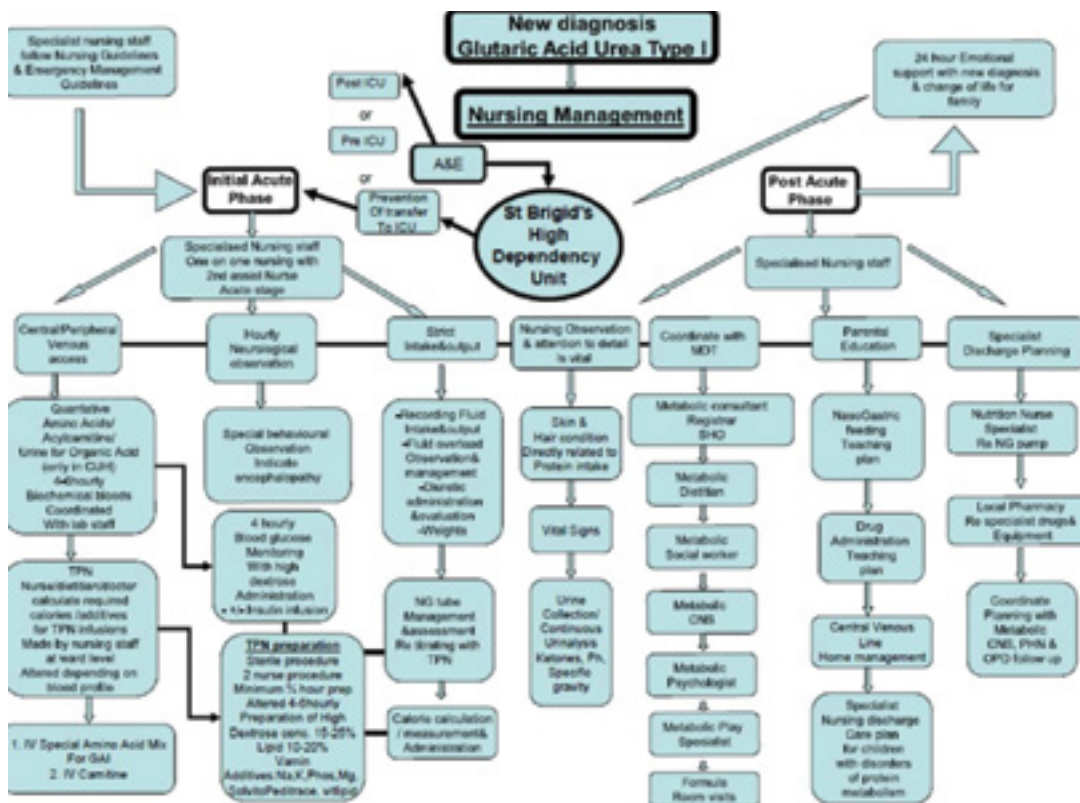 New diagnosis
Glutaric Acid Urea Type I
Nursing Management
Specialist nursing staff
follow Nursing Guidelines
& Emergency Management
Guidelines
24 hour Emotional
support with new diagnosis
& change of life for
family
Post ICU
or
Pre ICU
or
Prevention
Of transfer
To ICU
A&E
St Brigid's
High
Dependency
Unit
Initial Acute
Phase
Post Acute
Phase
Specialised Nursing staff
One on one nursing with
2nd assist Nurse
Acute stage
Specialised Nursing staff
Central/Peripheral
Venous
access
Hourly
Neurological
observation
Strict
Intake&output
Nursing Observation
& attention to detail
Is vital
Coordinate with
MDT
Parental
Education
Specialist
Discharge Planning
Quantative
Amino Acids/
Acylcarnitine/
Urine for Organic Acid
(only in CUH)
4-6hourly
Biochemical bloods
Coordinated
With lab staff
TPN
Nurse/dietitian/doctor
calculate required
calories /additives
for TPN infusions
Made by nursing staff
at ward level
Altered depending on
blood profile
1. IV Special Amino Acid Mix
For GAI
2. IV Carnitine
Special behavioural
Observation
Indicate
encephalopathy
4 hourly
Blood glucose
Monitoring
With high
dextrose
Administration
+/-Insulin infusion
TPN preparation
Sterile procedure
2 nurse procedure
Minimum ½ hour prep
Altered 4-6hourly
Preparation of High
Dextrose conc. 15-25%
Lipid 10-20%
Vamin
Additives:Na,K,Phos,Mg,
•Recording Fluid
Intake&output
•Fluid overload
Observation&
management
•Diuretic
administration
&evaluation
•Weights
NG tube
Management
&assessment
Re titrating with
TPN
Calorie calculation
/ measurement&
Administration
Skin &
Hair condition
Directly related to
Protein intake
Vital Signs
Urine
Collection/
Continuous
Urinalysis
Ketones, Ph,
Specific
gravity
Metabolic consultant
Registrar
SHO
Metabolic
Dietitian
Metabolic
Social worker
Metabolic
CNS
Metabolic
Psychologist
Metabolic Play
Specialist
Formula
Room visits
NasoGastric
feeding
Teaching
plan
Drug
Administration
Teaching
plan
Central Venous
Line
Home management
Specialist
Nursing discharge
Care plan
for children
with disorders
of protein
metabolism
Nutrition Nurse
Specialist
Re NG pump
Local Pharmacy
Re specialist drugs&
Equipment
Coordinate
Planning with
Metabolic
CNS, PHN &
OPD follow up